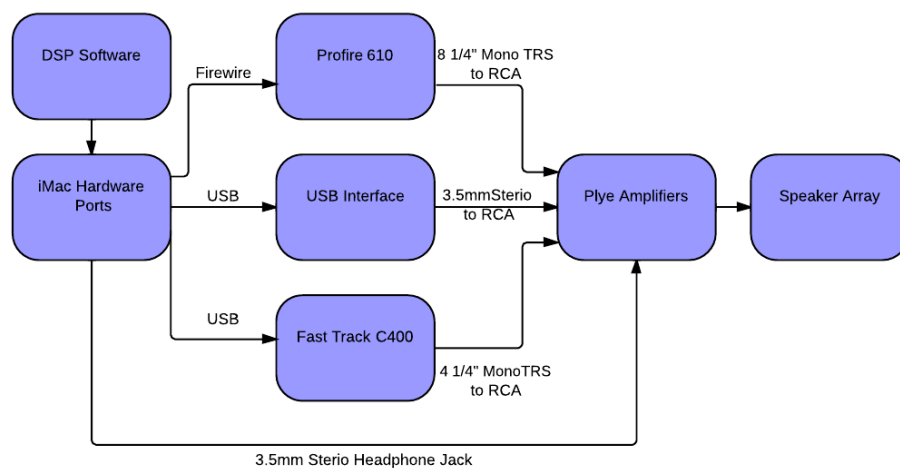 DSP Software
Profire 610
8 1/4" Mono TRS
to RCA
Firewire
iMac Hardware
Ports
USB
USB Interface
3.5mmSterio
to RCA
Plye Amplifiers
Speaker Array
USB
Fast Track C400
4 1/4" MonoTRS
to RCA
3.5mm Sterio Headphone Jack